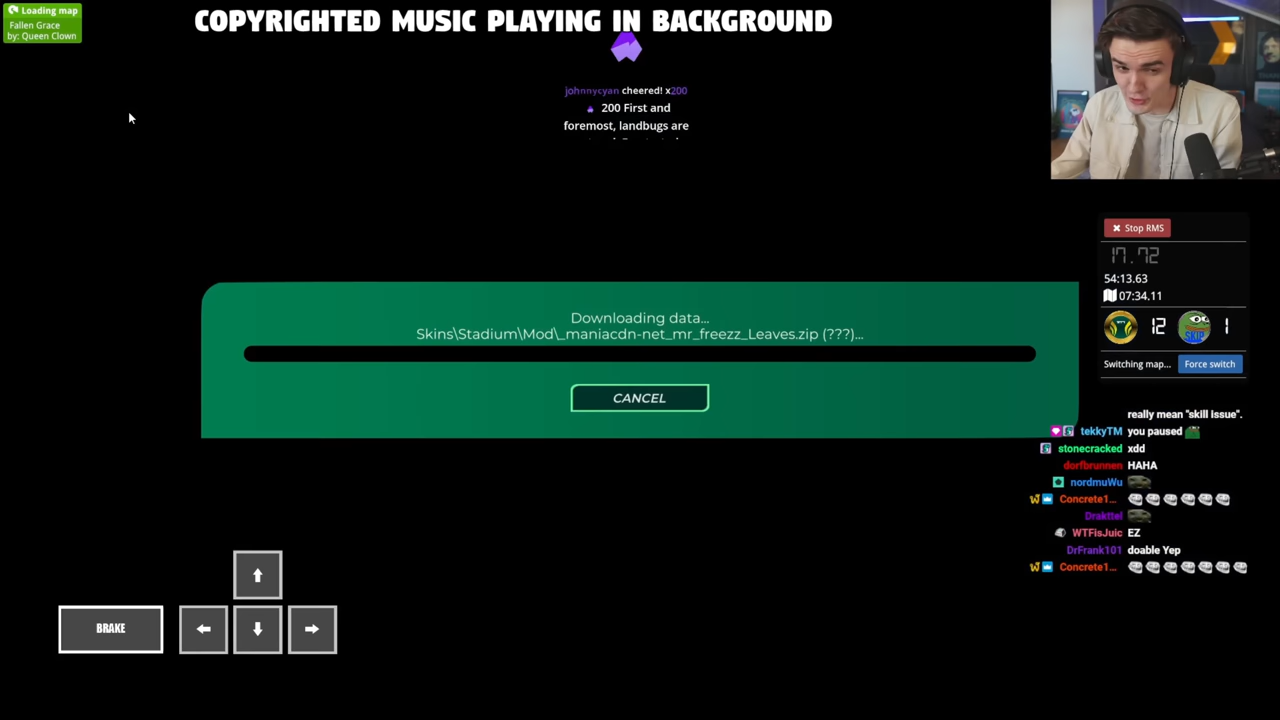 Loading map
Fallen Grace
by: Queen Clown
COPYRIGHTED MUSIC PLAYING IN BACKGROUND
johnnycyan cheered! x200
200 First and
foremost, landbugs are
Downloading data...
Skins\Stadium\Mod\_maniacdn-net_mr_freezz_Leaves.zip (???)...
CANCEL
Stop RMS
17.72
54:13.63
07:34.11
12
SKIP
1
Switching map...
Force switch
really mean "skill issue".
tekkyTM you paused
stonecracked xdd
dorfbrunnen HAHA
nordmuWu
Concrete1...
Drakttel
WTFisJuic EZ
DrFrank101 doable Yep
Concrete1...
BRAKE